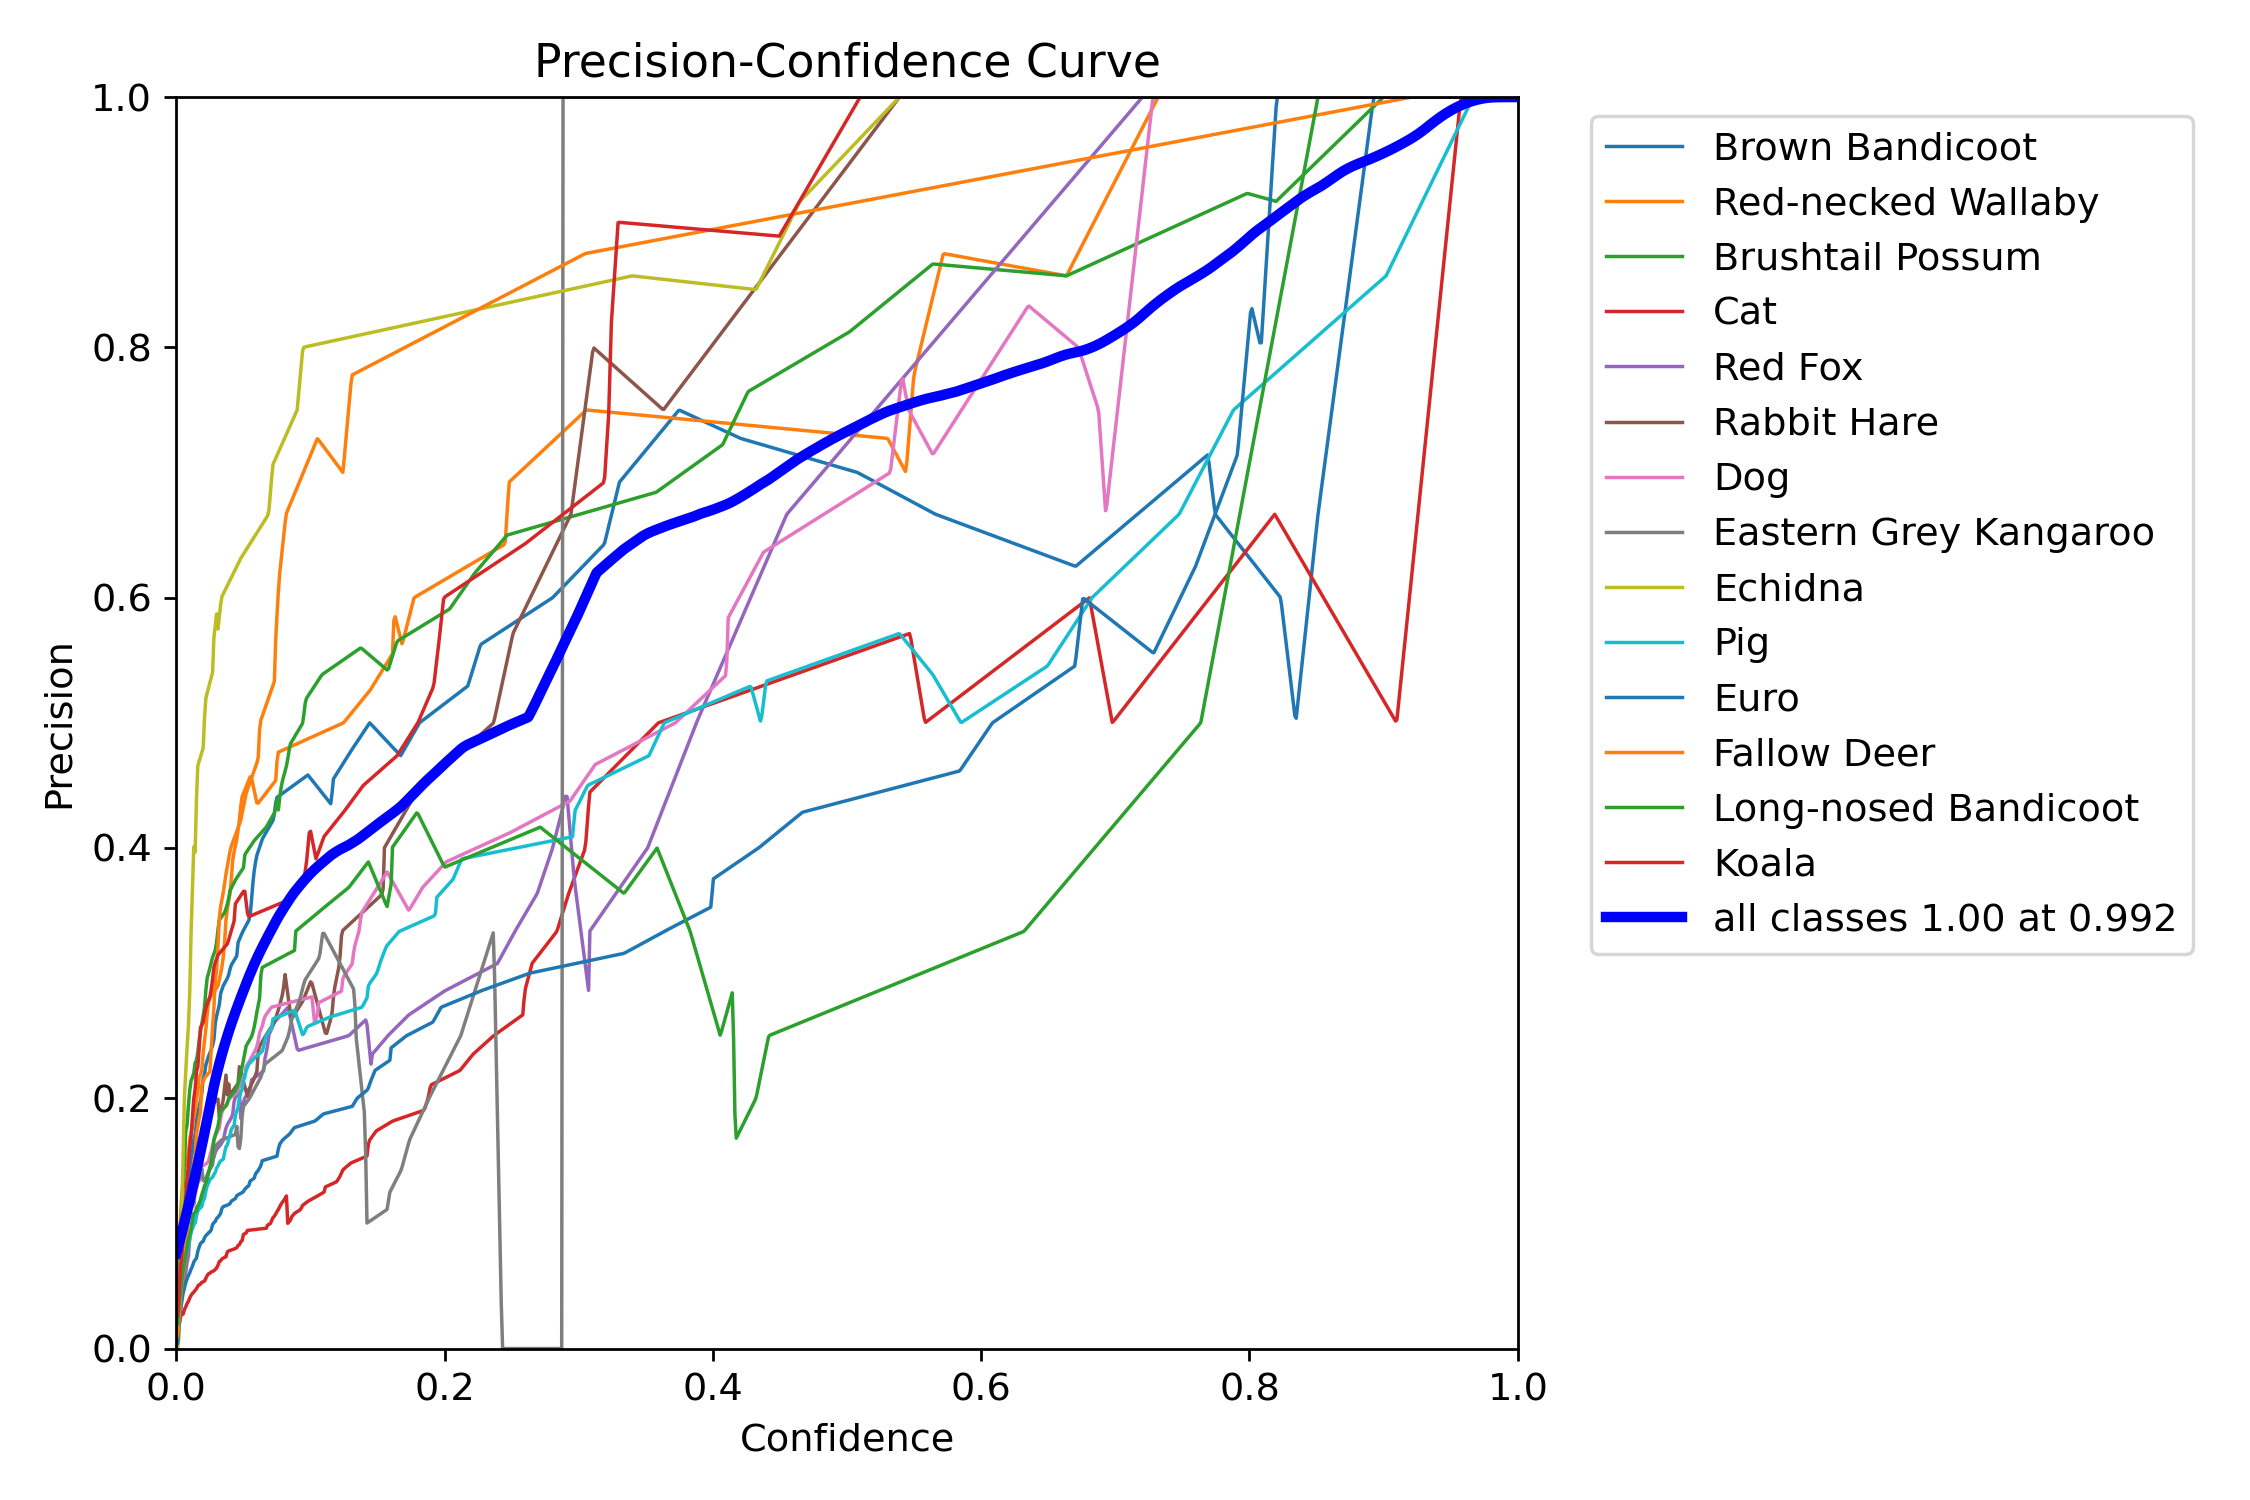 Precision-Confidence Curve
1.0
0.8
0.6
0.4
0.2
0.0
Precision
0.0 0.2 0.4 0.6 0.8 1.0
Confidence
Brown Bandicoot
Red-necked Wallaby
Brushtail Possum
Cat
Red Fox
Rabbit Hare
Dog
Eastern Grey Kangaroo
Echidna
Pig
Euro
Fallow Deer
Long-nosed Bandicoot
Koala
all classes 1.00 at 0.992